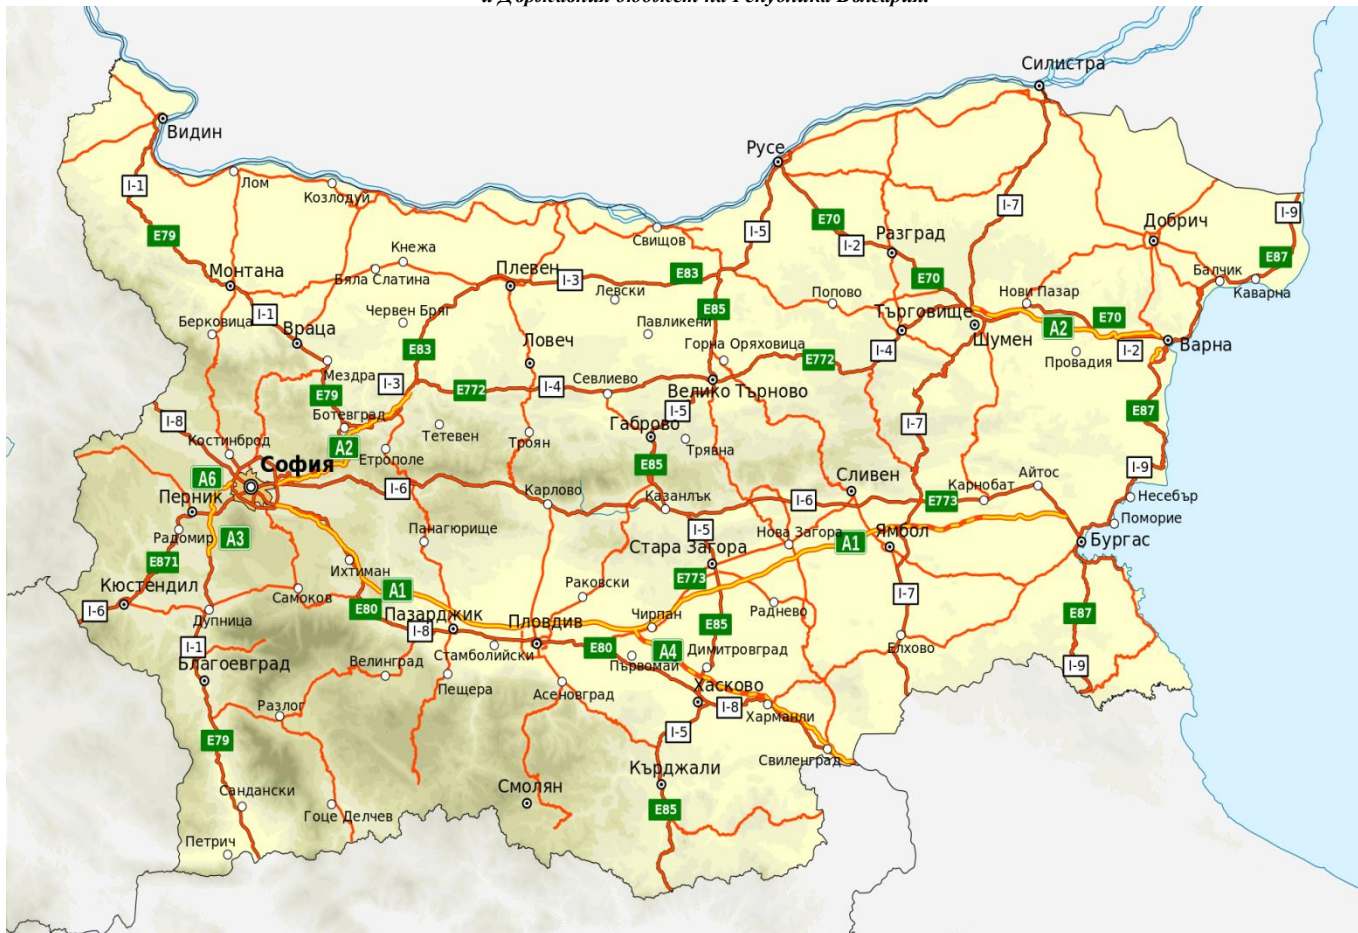 и Държавния бюджет на Република България.
Силистра
Видин
Русе
I-1
Лом
Козлодуй
I-7
I-9
E79
Свищов
I-5
E70
I-2
Разград
Добрич
Кнежа
Бяла Слатина
Плевен
I-3
E83
E87
Монтана
Балчик
Каварна
E70
Левски
E85
Попово
Нови Пазар
I-1
Враца
Червен Бряг
Павликени
Търговище
A2
E70
Берковица
Шумен
I-2
Варна
E83
Ловеч
Горна Оряховица
I-4
Провадия
Мездра
E772
I-3
E772
I-4
Севлиево
Велико Търново
E79
Ботевград
I-5
E87
I-8
Габрово
I-7
Костинброд
A2
Тетевен
Троян
Трявна
Етрополе
София
E85
I-9
A6
Сливен
Айтос
I-6
Карлово
Казанлък
I-6
E773
Карнобат
Несебър
Перник
Панагюрище
I-5
Нова Загора
Поморие
Радомир
A3
Стара Загора
A1
Ямбол
Бургас
E871
Ихтиман
Кюстендил
Самоков
A1
Раковски
E773
Раднево
I-7
I-6
Дупница
E80
Пазарджик
Чирпан
E87
I-8
Пловдив
E85
I-1
Стамболийски
E80
A4
Димитровград
Елхово
Благоевград
Велинград
Първомай
I-9
Пещера
Асеновград
Хасково
Разлог
I-8
Харманли
E79
I-5
Свиленград
Кърджали
Смолян
Сандански
Гоце Делчев
E85
Петрич